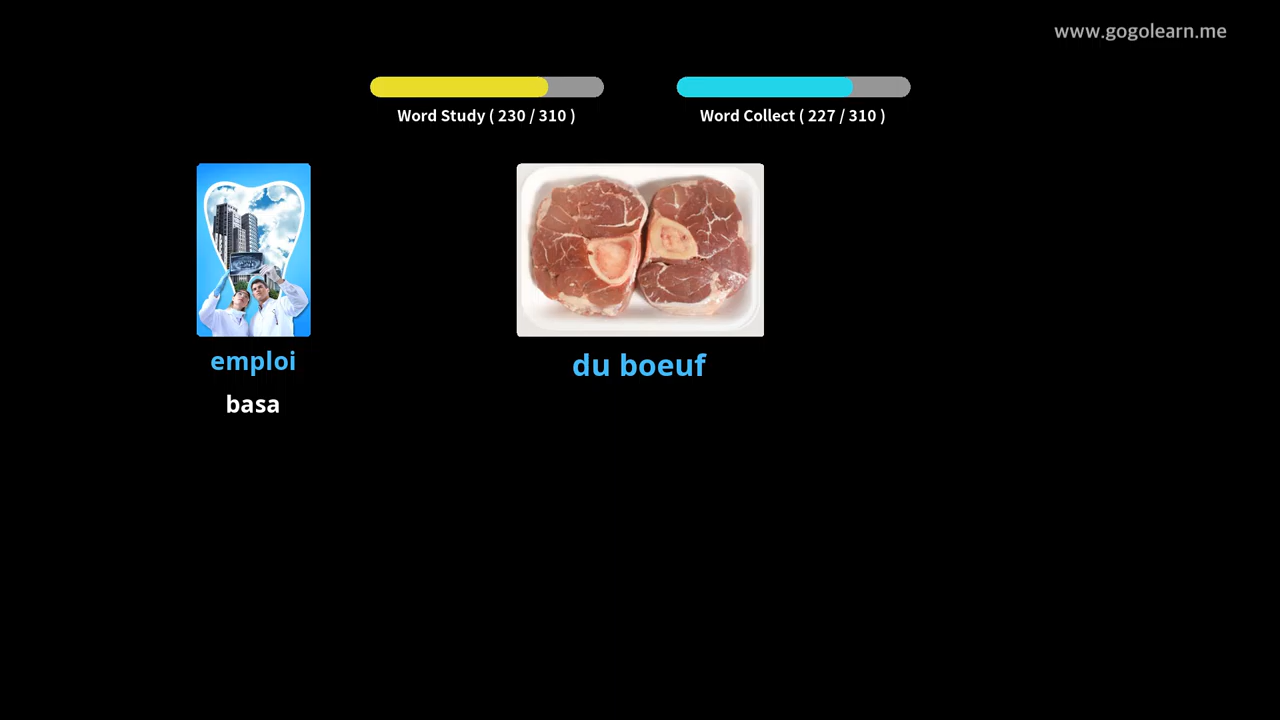 www.gogolearn.me
Word Study ( 230 / 310 )
Word Collect ( 227 / 310 )
emploi
basa
du boeuf